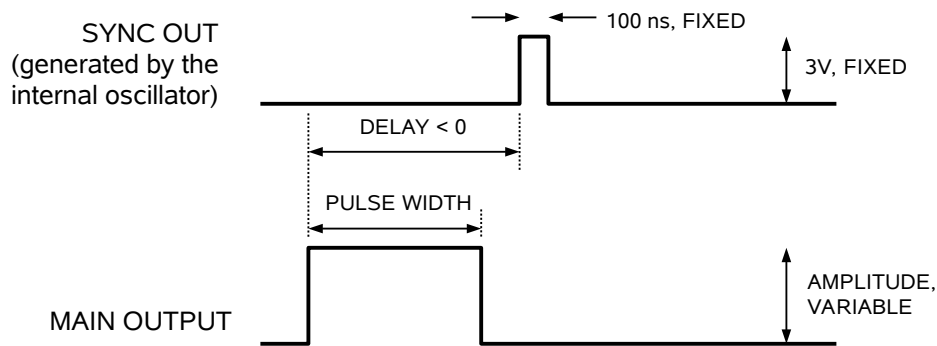 100 ns, FIXED
SYNC OUT
(generated by the
internal oscillator)
3V, FIXED
DELAY < 0
PULSE WIDTH
AMPLITUDE,
VARIABLE
MAIN OUTPUT